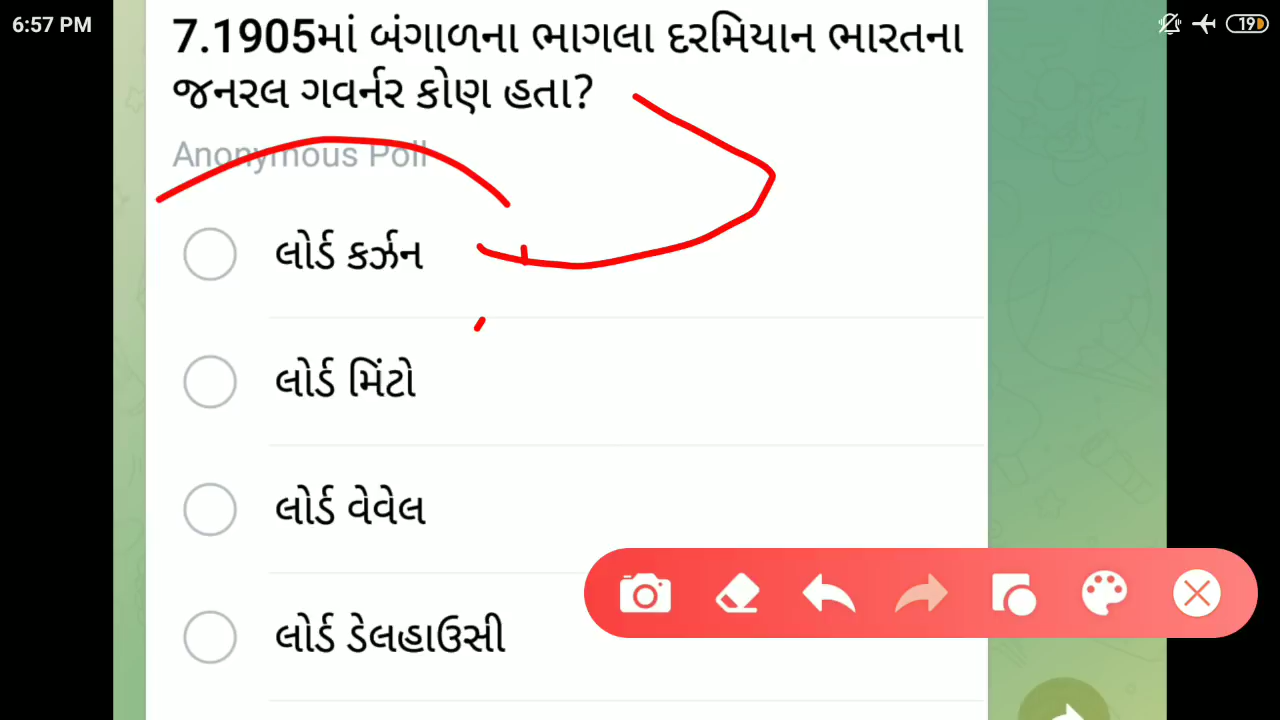 6:57 PM
19
7.1905માં બંગાળના ભાગલા દરમિયાન ભારતના
જનરલ ગવર્નર કોણ હતા?
Anonymous Poll
લોર્ડ કર્ઝન
લોર્ડ મિંટો
લોર્ડ વેવેલ
લોર્ડ ડેલહાઉસી